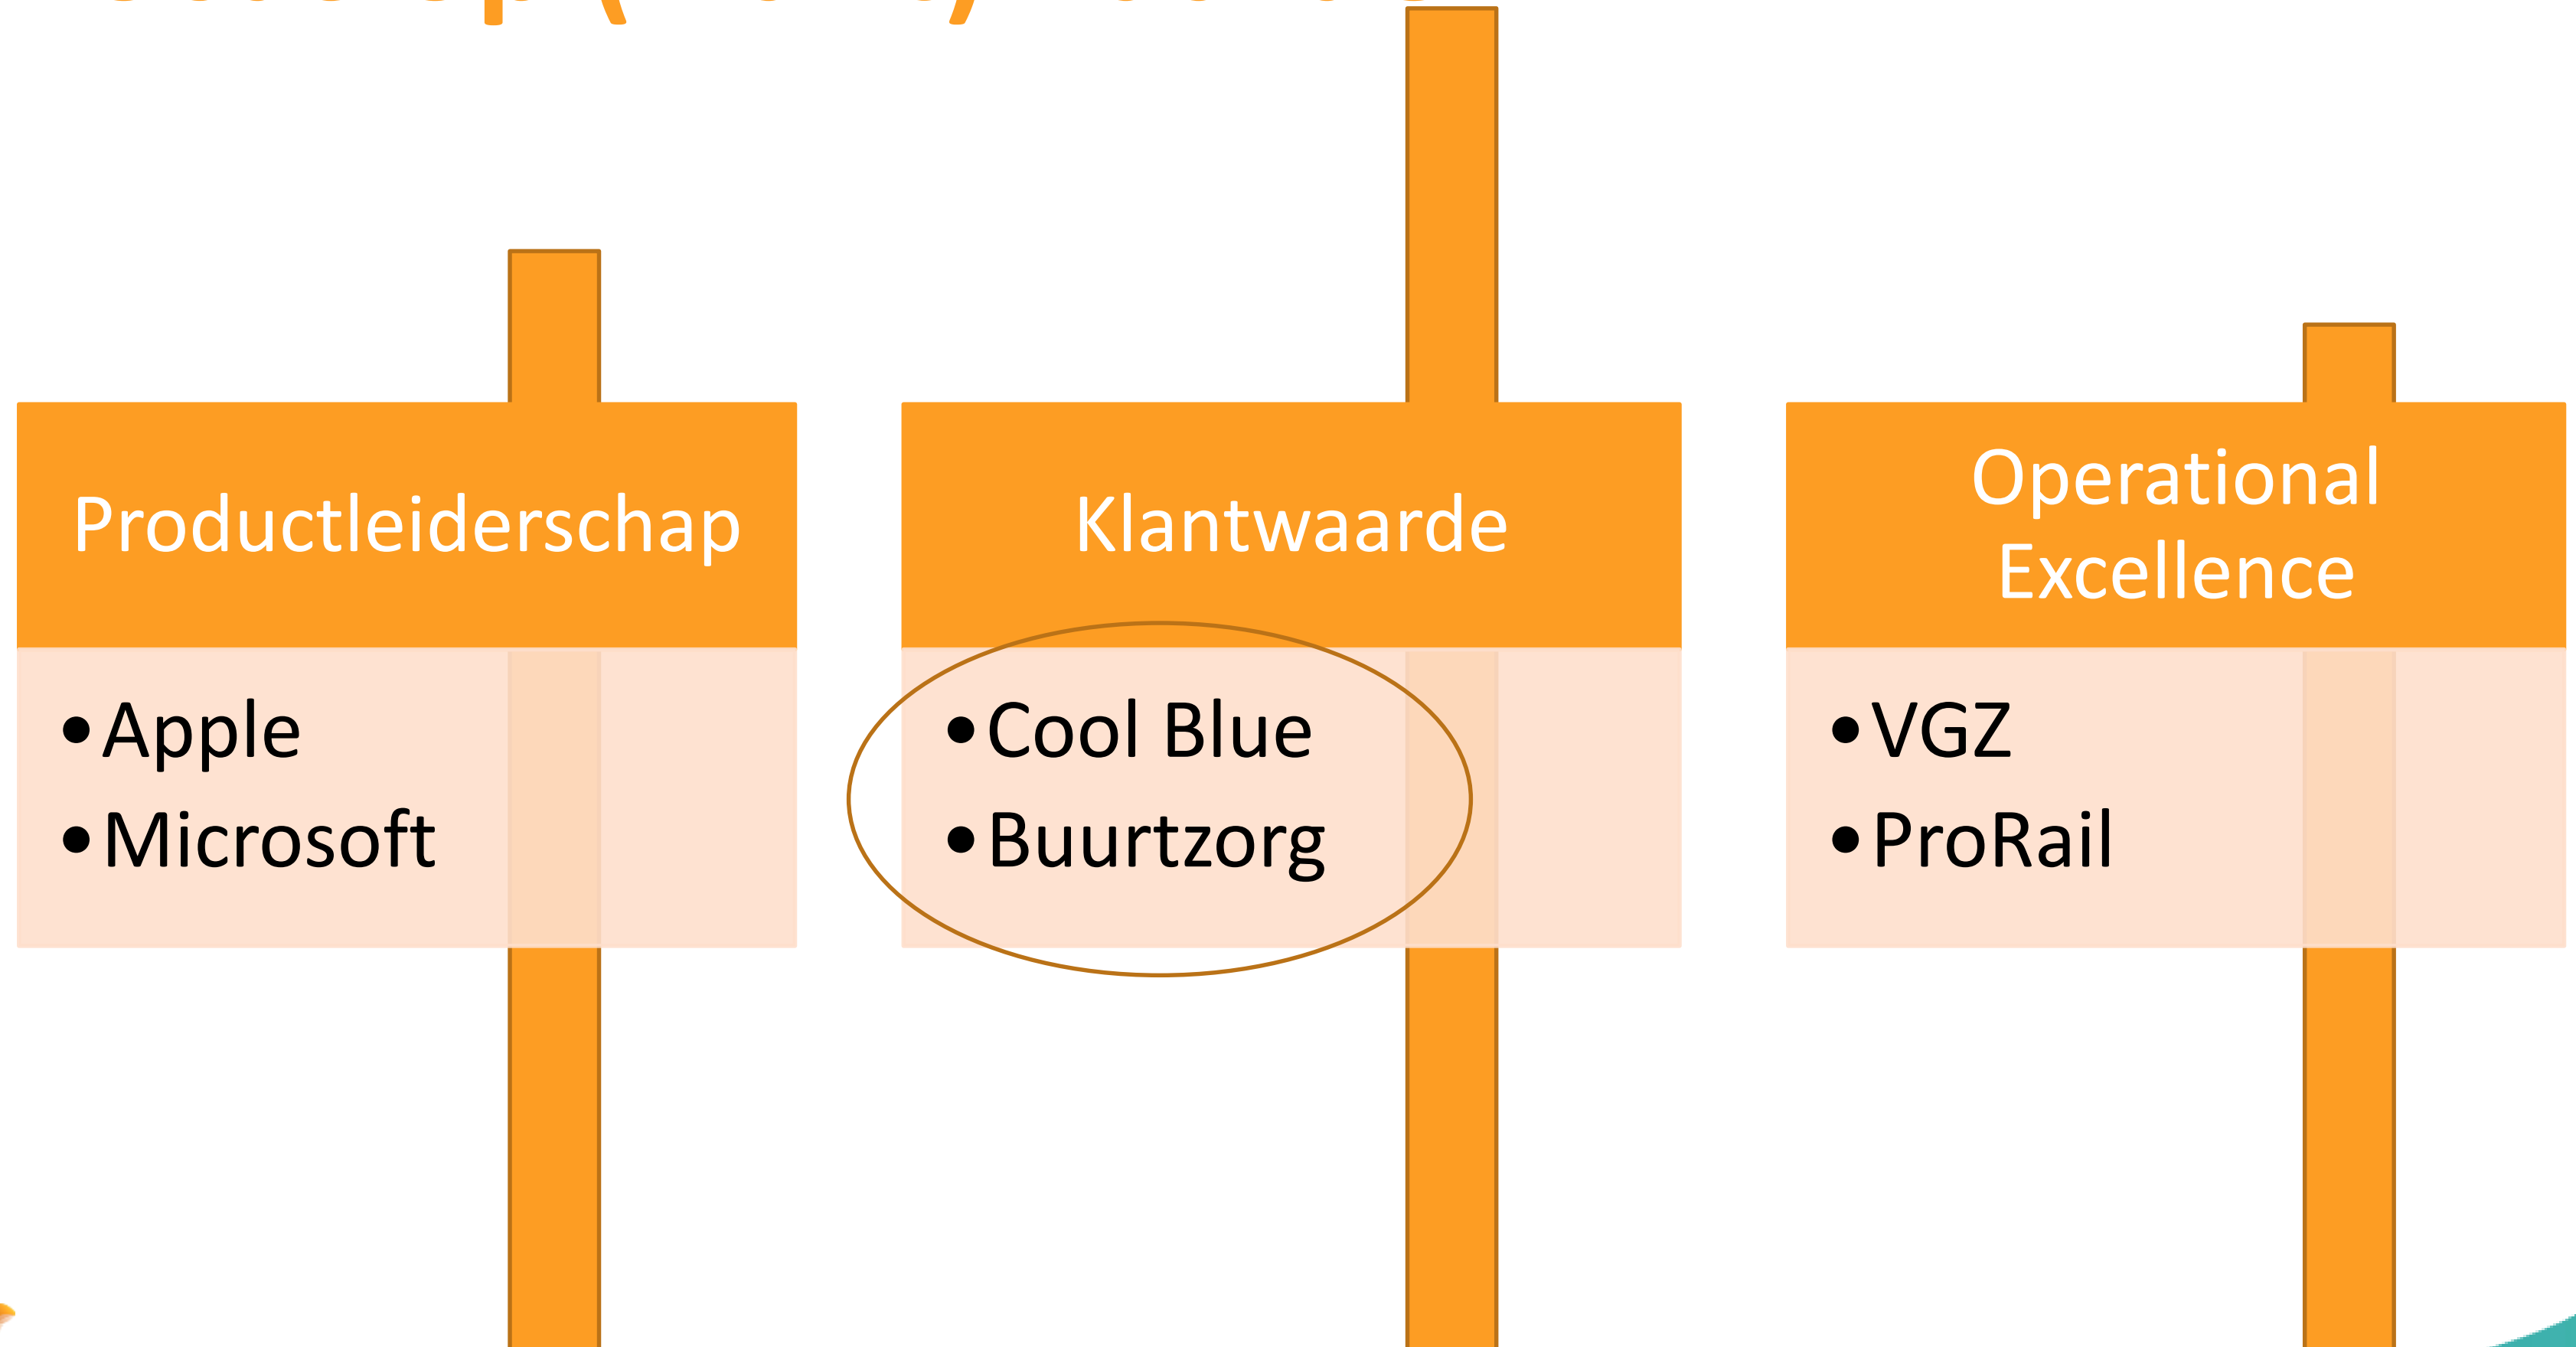 Productleiderschap
• Apple
• Microsoft
Klantwaarde
• Cool Blue
• Buurtzorg
Operational
Excellence
• VGZ
• ProRail